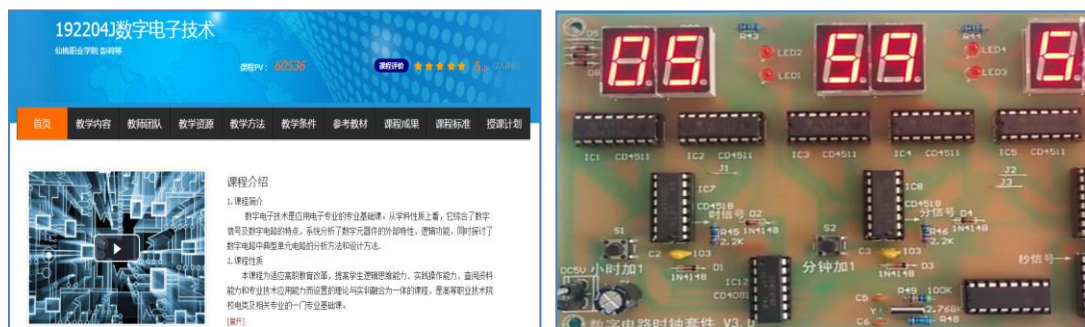 192204J数字电子技术
仙桃职业学院 彭莉等
课程PV： 60536
课程评价
5.0
首页 教学内容 教师团队 教学资源 教学方法 教学条件 参考教材 课程成果 课程标准 授课计划
课程介绍
1.课程简介
数字电子技术是应用电子专业的专业基础课。从学科性质上看，它综合了数字
信号及数字电路的特点，系统分析了数字元器件的外部特性、逻辑功能，同时探讨了
数字电路中典型单元电路的分析方法和设计方法。
2.课程性质
本课程为适应高职教育改革，提高学生逻辑思维能力、实践操作能力、查阅资料
能力和专业技术应用能力而设置的理论与实训融合为一体的课程，是高等职业技术院
校电类及相关专业的一门专业基础课。
[展开]
D5
D8
R43
R44
LED2
LED1
LED4
LED3
05 59 5
IC1 CD4511
IC2 CD4511
IC3 CD4511
IC4 CD4511
IC5 CD4511
J1
J2
J3
IC7
CD4518
IC8
CD4518
时信号
D2
1N4148
R45
2.2K
分信号
D4
1N4148
R46
2.2K
S1
小时加1
C2
103
1N4148
D1
S2
分钟加1
C3
103
1N4148
D3
秒信号
DC5V
IC12
CD4081
C5
R49
100K
Y
32.768K
C6
R48
数字电路时钟套件 V3.0